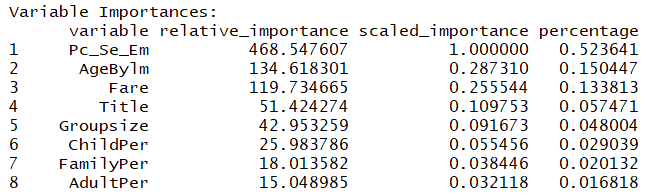 Variable Importances:
variable relative_importance scaled_importance percentage
1 Pc_Se_Em 468.547607 1.000000 0.523641
2 AgeBylm 134.618301 0.287310 0.150447
3 Fare 119.734665 0.255544 0.133813
4 Title 51.424274 0.109753 0.057471
5 Groupsize 42.953259 0.091673 0.048004
6 ChildPer 25.983786 0.055456 0.029039
7 FamilyPer 18.013582 0.038446 0.020132
8 AdultPer 15.048985 0.032118 0.016818